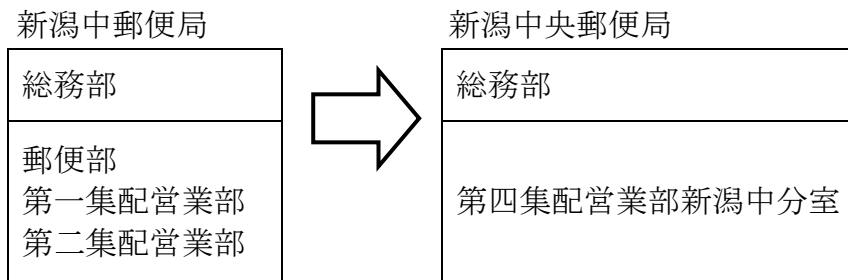 新潟中郵便局
総務部
郵便部
第一集配営業部
第二集配営業部
新潟中央郵便局
総務部
第四集配営業部新潟中分室